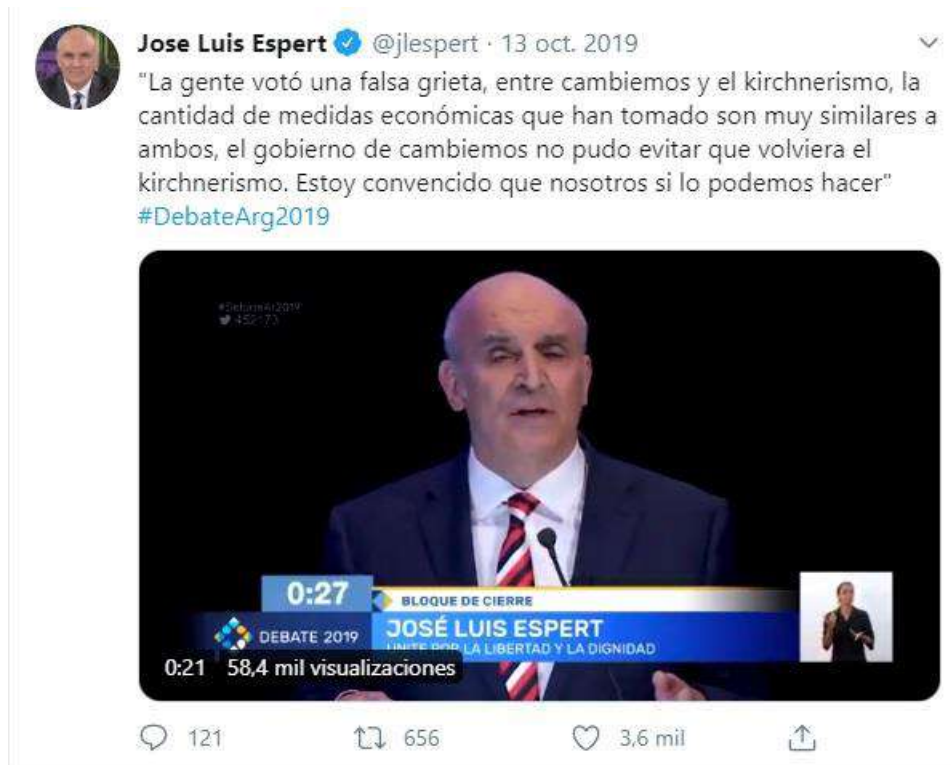 Jose Luis Espert @jlespert · 13 oct. 2019
"La gente votó una falsa grieta, entre cambiemos y el kirchnerismo, la
cantidad de medidas económicas que han tomado son muy similares a
ambos, el gobierno de cambiemos no pudo evitar que volviera el
kirchnerismo. Estoy convencido que nosotros si lo podemos hacer"
#DebateArg2019
0:27
BLOQUE DE CIERRE
DEBATE 2019
JOSÉ LUIS ESPERT
UNITE POR LA LIBERTAD Y LA DIGNIDAD
0:21 58,4 mil visualizaciones
121 656 3,6 mil